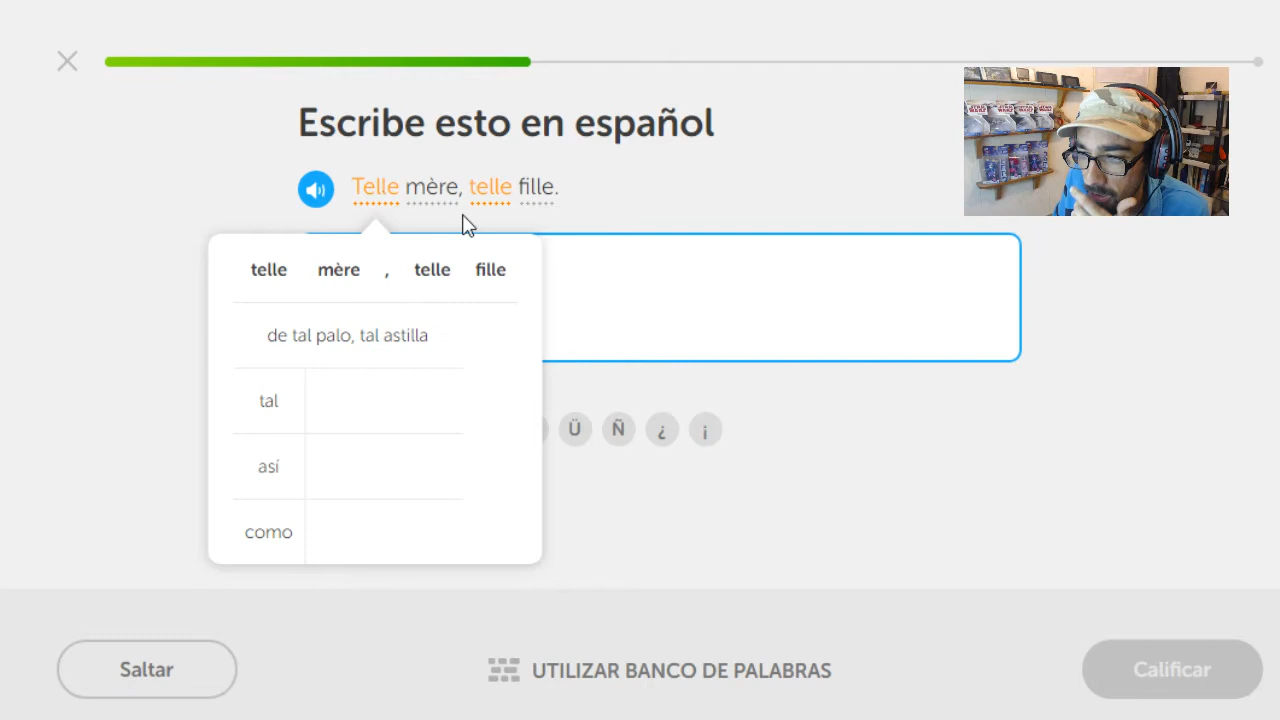 Escribe esto en español
Telle mère, telle fille.
telle mère , telle fille
de tal palo, tal astilla
tal
así
como
Ü Ñ ¿ ¡
Saltar
UTILIZAR BANCO DE PALABRAS
Calificar